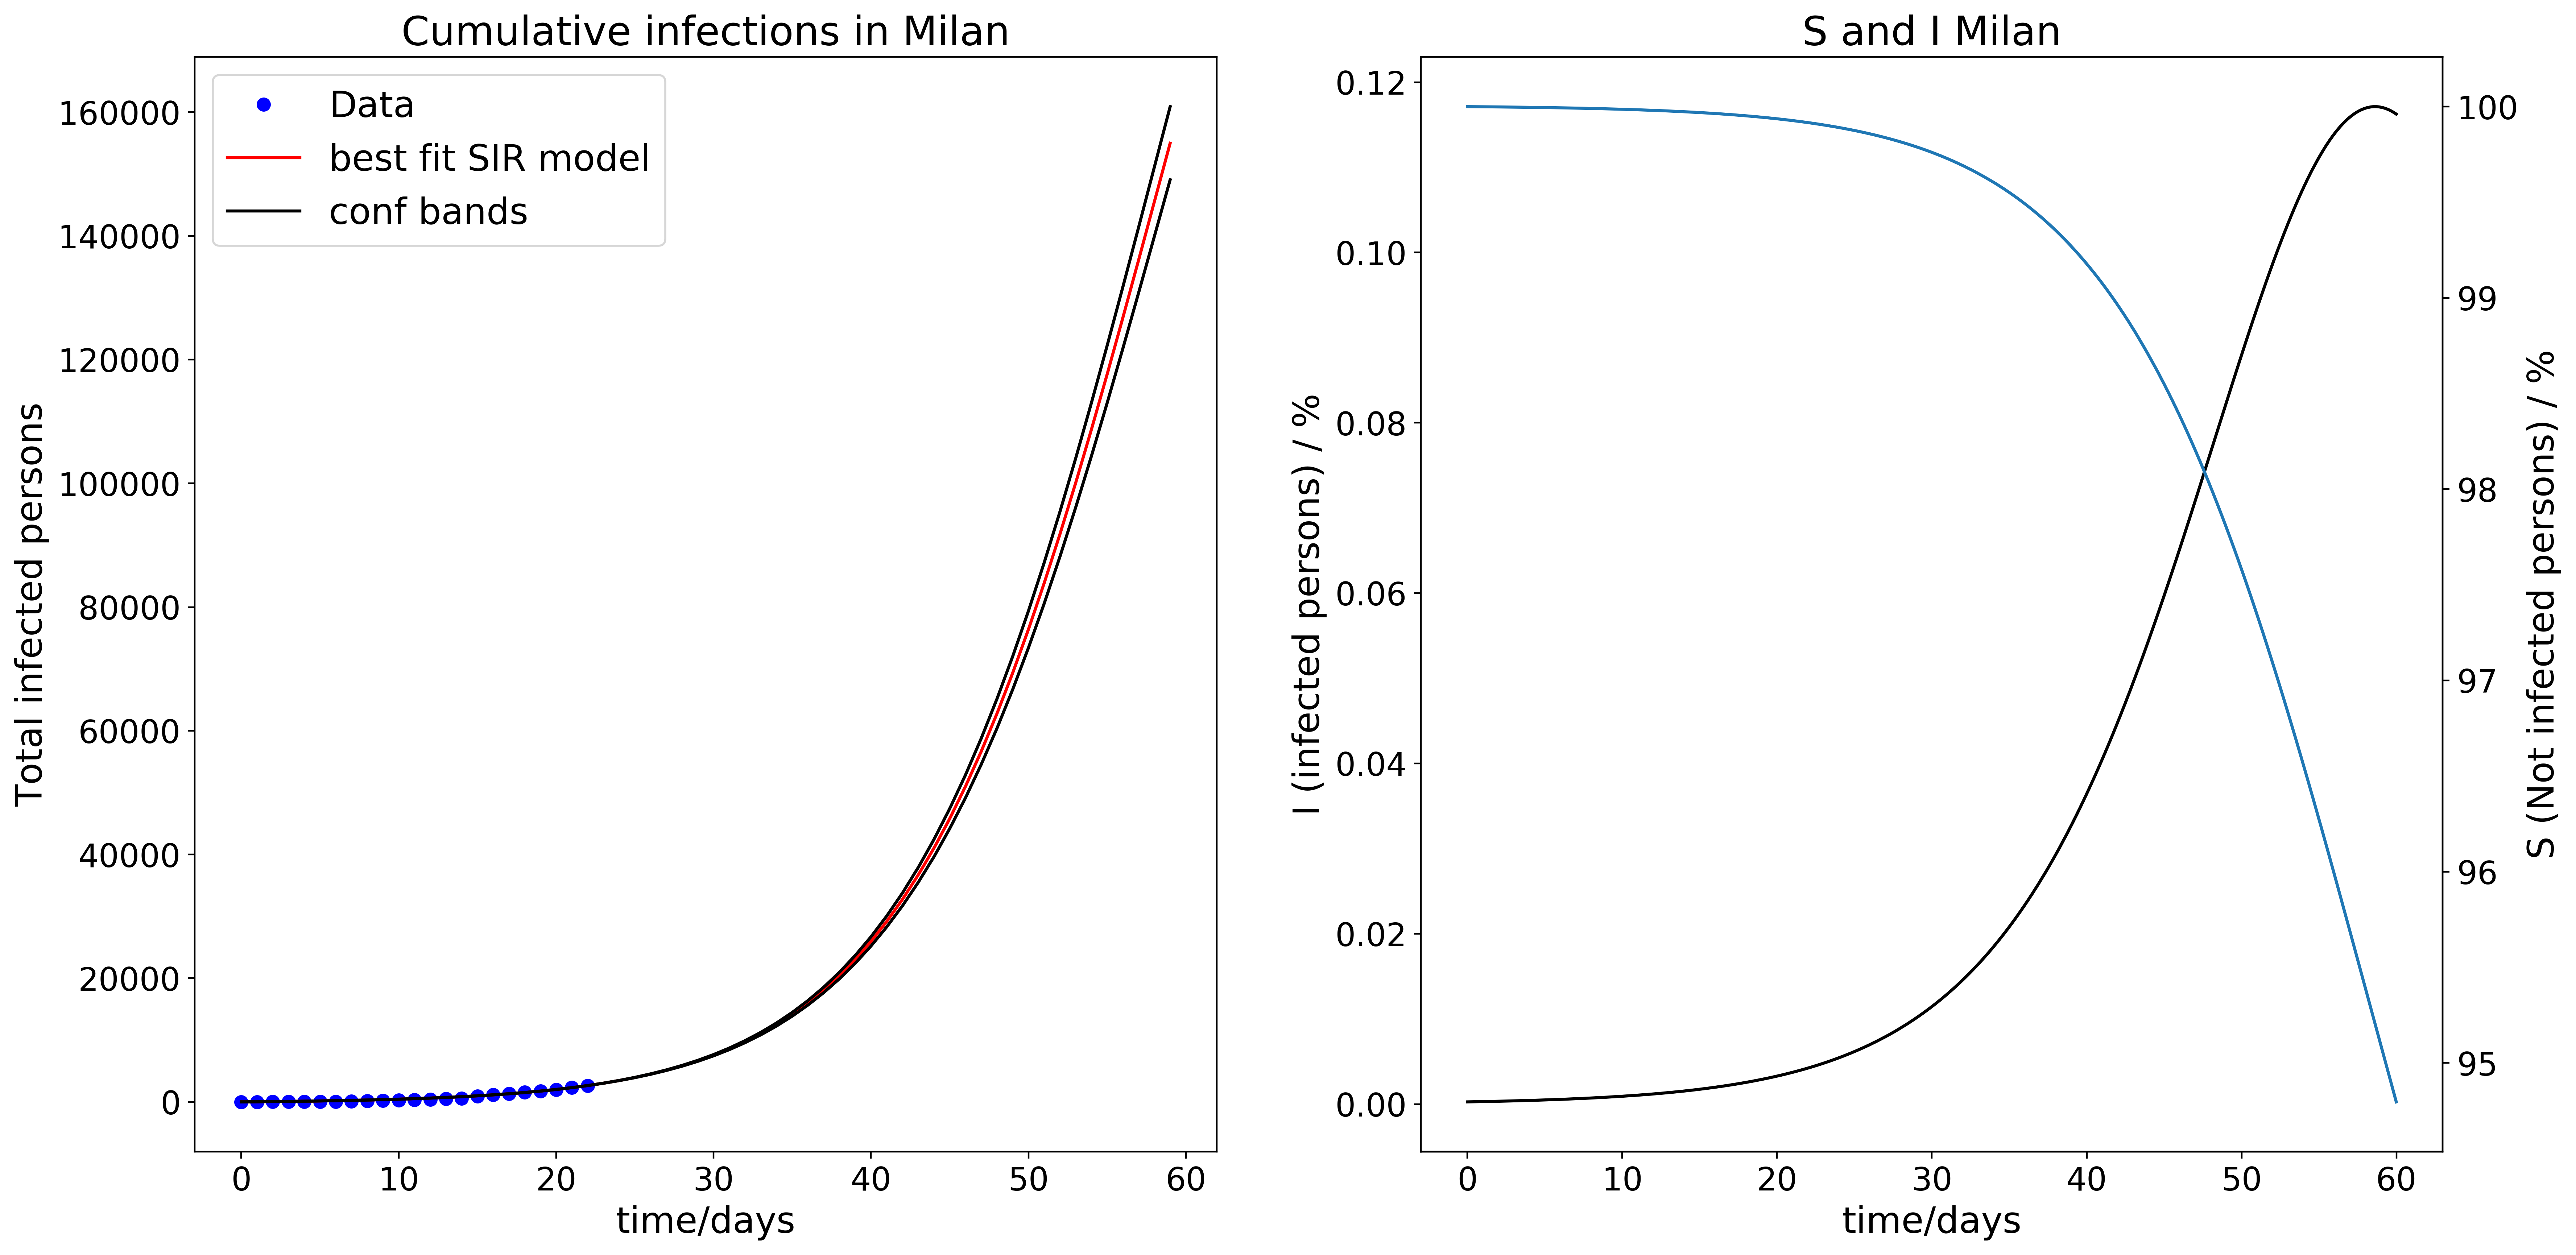 Cumulative infections in Milan
Data
best fit SIR model
conf bands
Total infected persons
160000
140000
120000
100000
80000
60000
40000
20000
0
0 10 20 30 40 50 60
time/days
S and I Milan
I (infected persons) / %
0.12
0.10
0.08
0.06
0.04
0.02
0.00
100
99
98
97
96
95
S (Not infected persons) / %
0 10 20 30 40 50 60
time/days